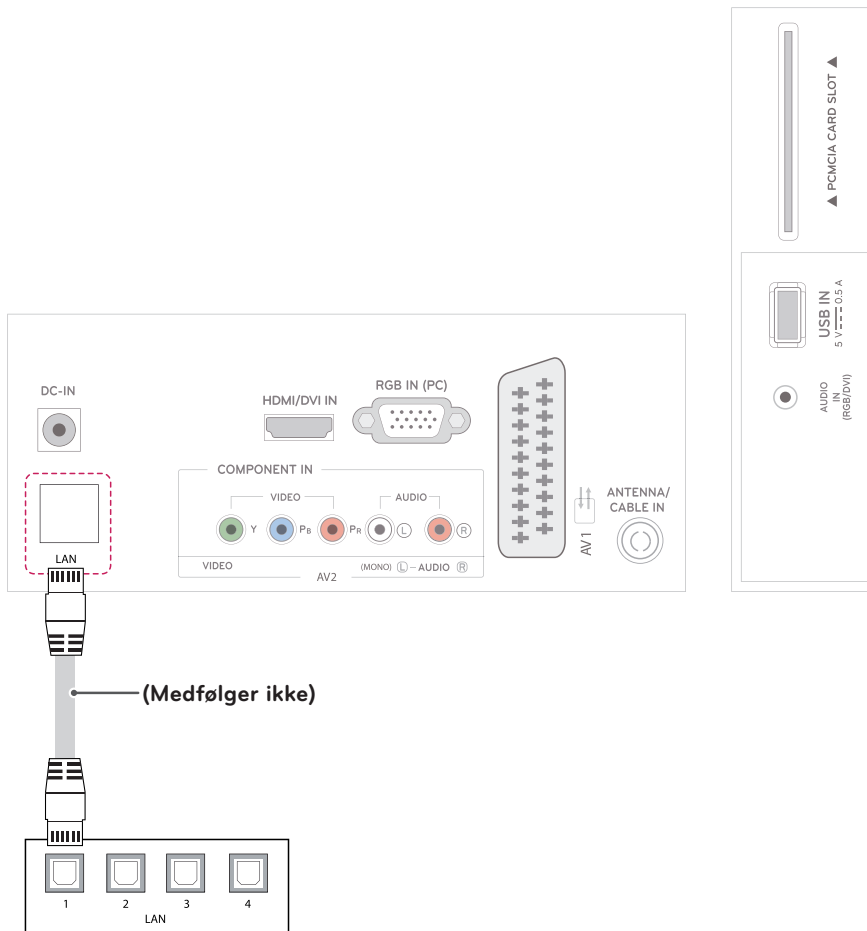 ▲ PCMCIA CARD SLOT ▲
USB IN
5 V 0.5 A
AUDIO
IN
(RGB/DVI)
DC-IN
HDMI/DVI IN
RGB IN (PC)
COMPONENT IN
VIDEO
AUDIO
Y
PB
PR
L
R
ANTENNA/
CABLE IN
AV1
LAN
VIDEO
AV2
(MONO) L – AUDIO R
(Medfølger ikke)
1 2 3 4
LAN